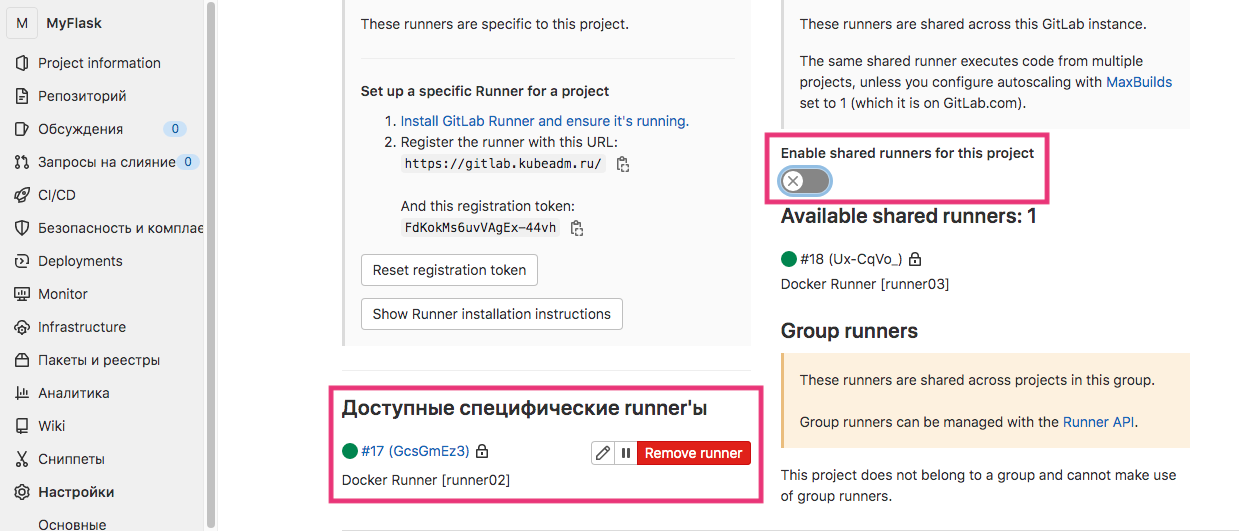 M MyFlask
Project information
Репозиторий
Обсуждения 0
Запросы на слияние 0
CI/CD
Безопасность и комплае
Deployments
Monitor
Infrastructure
Пакеты и реестры
Аналитика
Wiki
Сниппеты
Настройки
Основные
These runners are specific to this project.
Set up a specific Runner for a project
1. Install GitLab Runner and ensure it's running.
2. Register the runner with this URL:
https://gitlab.kubeadm.ru/
And this registration token:
FdKokMs6uvVAgEx-44vh
Reset registration token
Show Runner installation instructions
Доступные специфические runner'ы
#17 (GcsGmEz3)
Remove runner
Docker Runner [runner02]
These runners are shared across this GitLab instance.
The same shared runner executes code from multiple
projects, unless you configure autoscaling with MaxBuilds
set to 1 (which it is on GitLab.com).
Enable shared runners for this project
Available shared runners: 1
#18 (Ux-CqVo_)
Docker Runner [runner03]
Group runners
These runners are shared across projects in this group.
Group runners can be managed with the Runner API.
This project does not belong to a group and cannot make use
of group runners.